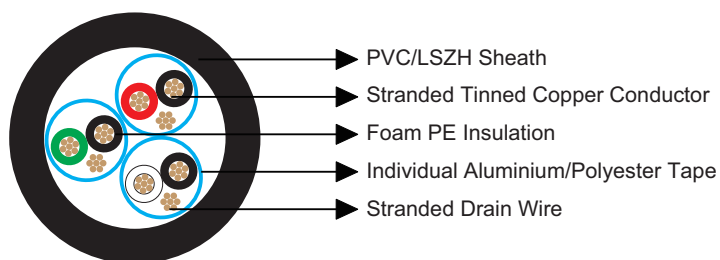 PVC/LSZH Sheath
Stranded Tinned Copper Conductor
Foam PE Insulation
Individual Aluminium/Polyester Tape
Stranded Drain Wire